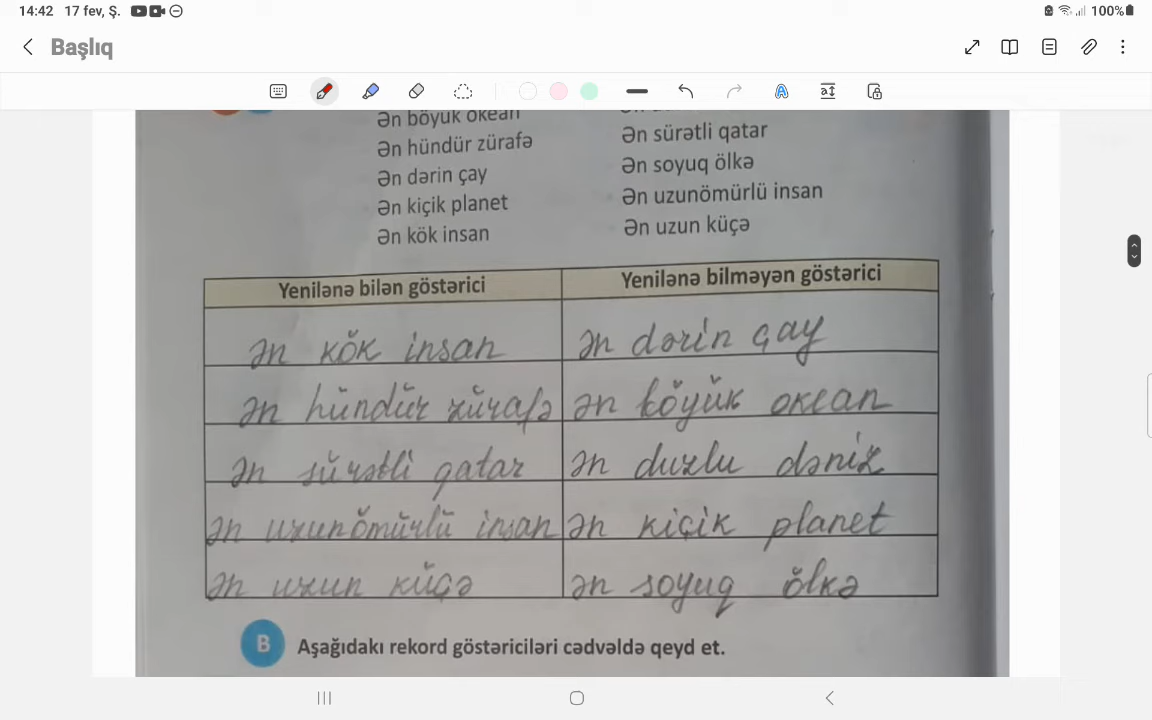 14:42 17 fev, Ş. 100%
Başlıq
Ən böyük okean
Ən hündür zürafə
Ən dərin çay
Ən kiçik planet
Ən kök insan
Ən sürətli qatar
Ən soyuq ölkə
Ən uzunömürlü insan
Ən uzun küçə
Yenilənə bilən göstərici Yenilənə bilməyən göstərici
Ən kök insan Ən dərin çay
Ən hündür zürafə Ən böyük okean
Ən sürətli qatar Ən duzlu dəniz
Ən uzunömürlü insan Ən kiçik planet
Ən uzun küçə Ən soyuq ölkə
B Aşağıdakı rekord göstəriciləri cədvəldə qeyd et.